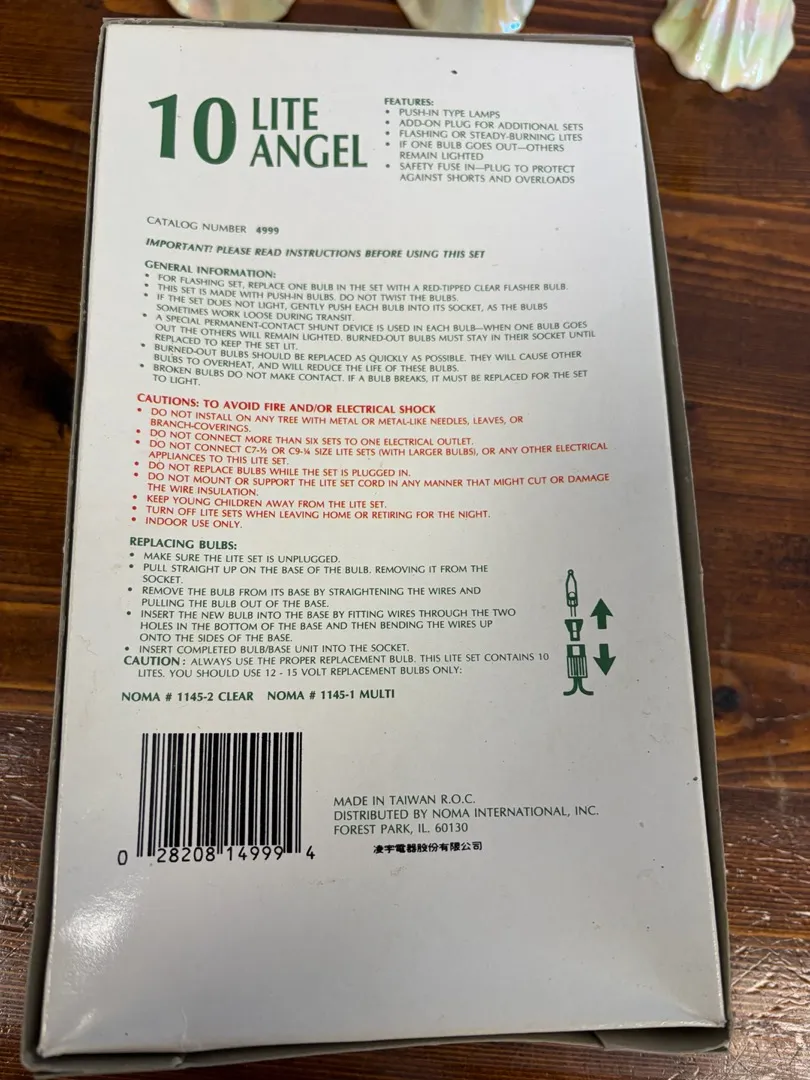 10 LITE
ANGEL
FEATURES:
• PUSH-IN TYPE LAMPS
• ADD-ON PLUG FOR ADDITIONAL SETS
• FLASHING OR STEADY-BURNING LITES
• IF ONE BULB GOES OUT—OTHERS
REMAIN LIGHTED
• SAFETY FUSE IN—PLUG TO PROTECT
AGAINST SHORTS AND OVERLOADS
CATALOG NUMBER 4999
IMPORTANT! PLEASE READ INSTRUCTIONS BEFORE USING THIS SET
GENERAL INFORMATION:
• FOR FLASHING SET, REPLACE ONE BULB IN THE SET WITH A RED-TIPPED CLEAR FLASHER BULB.
• THIS SET IS MADE WITH PUSH-IN BULBS. DO NOT TWIST THE BULBS.
• IF THE SET DOES NOT LIGHT, GENTLY PUSH EACH BULB INTO ITS SOCKET, AS THE BULBS
SOMETIMES WORK LOOSE DURING TRANSIT.
• A SPECIAL PERMANENT-CONTACT SHUNT DEVICE IS USED IN EACH BULB—WHEN ONE BULB GOES
OUT THE OTHERS WILL REMAIN LIGHTED. BURNED-OUT BULBS MUST STAY IN THEIR SOCKET UNTIL
REPLACED TO KEEP THE SET LIT.
• BURNED-OUT BULBS SHOULD BE REPLACED AS QUICKLY AS POSSIBLE. THEY WILL CAUSE OTHER
BULBS TO OVERHEAT, AND WILL REDUCE THE LIFE OF THESE BULBS.
• BROKEN BULBS DO NOT MAKE CONTACT. IF A BULB BREAKS, IT MUST BE REPLACED FOR THE SET
TO LIGHT.
CAUTIONS: TO AVOID FIRE AND/OR ELECTRICAL SHOCK
• DO NOT INSTALL ON ANY TREE WITH METAL OR METAL-LIKE NEEDLES, LEAVES, OR
BRANCH-COVERINGS.
• DO NOT CONNECT MORE THAN SIX SETS TO ONE ELECTRICAL OUTLET.
• DO NOT CONNECT C7-½ OR C9-¼ SIZE LITE SETS (WITH LARGER BULBS), OR ANY OTHER ELECTRICAL
APPLIANCES TO THIS LITE SET.
• DO NOT REPLACE BULBS WHILE THE SET IS PLUGGED IN.
• DO NOT MOUNT OR SUPPORT THE LITE SET CORD IN ANY MANNER THAT MIGHT CUT OR DAMAGE
THE WIRE INSULATION.
• KEEP YOUNG CHILDREN AWAY FROM THE LITE SET.
• TURN OFF LITE SETS WHEN LEAVING HOME OR RETIRING FOR THE NIGHT.
• INDOOR USE ONLY.
REPLACING BULBS:
• MAKE SURE THE LITE SET IS UNPLUGGED.
• PULL STRAIGHT UP ON THE BASE OF THE BULB, REMOVING IT FROM THE
SOCKET.
• REMOVE THE BULB FROM ITS BASE BY STRAIGHTENING THE WIRES AND
PULLING THE BULB OUT OF THE BASE.
• INSERT THE NEW BULB INTO THE BASE BY FITTING WIRES THROUGH THE TWO
HOLES IN THE BOTTOM OF THE BASE AND THEN BENDING THE WIRES UP
ONTO THE SIDES OF THE BASE.
• INSERT COMPLETED BULB/BASE UNIT INTO THE SOCKET.
CAUTION: ALWAYS USE THE PROPER REPLACEMENT BULB. THIS LITE SET CONTAINS 10
LITES. YOU SHOULD USE 12 - 15 VOLT REPLACEMENT BULBS ONLY:
NOMA # 1145-2 CLEAR NOMA # 1145-1 MULTI
0 28208 14999 4
MADE IN TAIWAN R.O.C.
DISTRIBUTED BY NOMA INTERNATIONAL, INC.
FOREST PARK, IL. 60130
凌宇電器股份有限公司